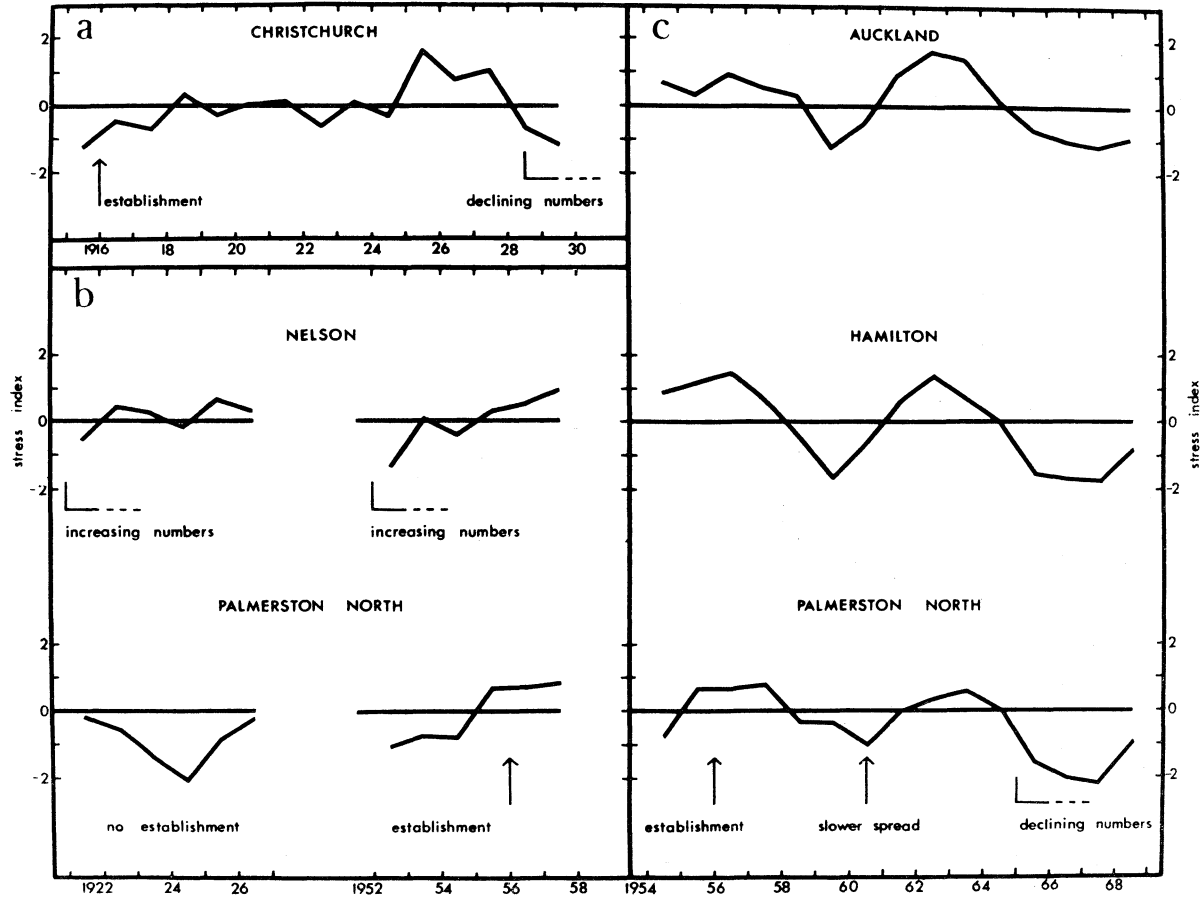 a
CHRISTCHURCH
2
0
-2
establishment
declining numbers
1916 18 20 22 24 26 28 30
b
NELSON
stress index
2
0
-2
increasing numbers
increasing numbers
PALMERSTON NORTH
2
0
-2
no establishment
establishment
1922 24 26 1952 54 56 58
c
AUCKLAND
2
0
-2
HAMILTON
stress index
2
0
-2
PALMERSTON NORTH
2
0
-2
establishment
slower spread
declining numbers
1954 56 58 60 62 64 66 68